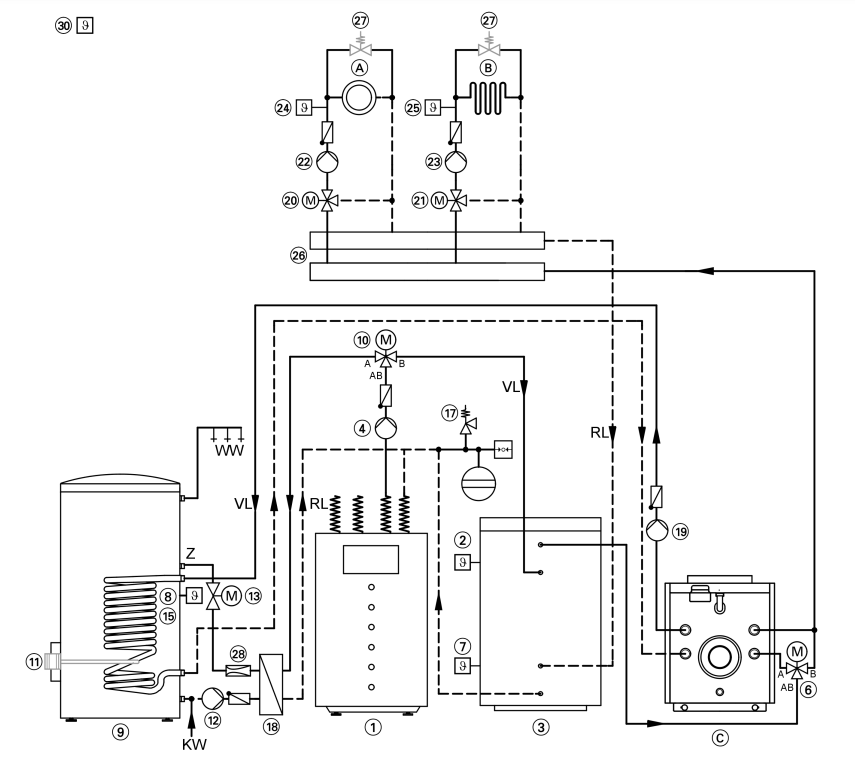 30 ϑ
27 27
A B
24 ϑ 25 ϑ
22 23
20 M 21 M
26
10 M
A B
AB
VL
17
4
RL
WW
VL
RL
2
ϑ
19
Z
8 ϑ M 13
15
7
ϑ
M
11
28
A B
AB 6
12 18
KW
9 1 3 C